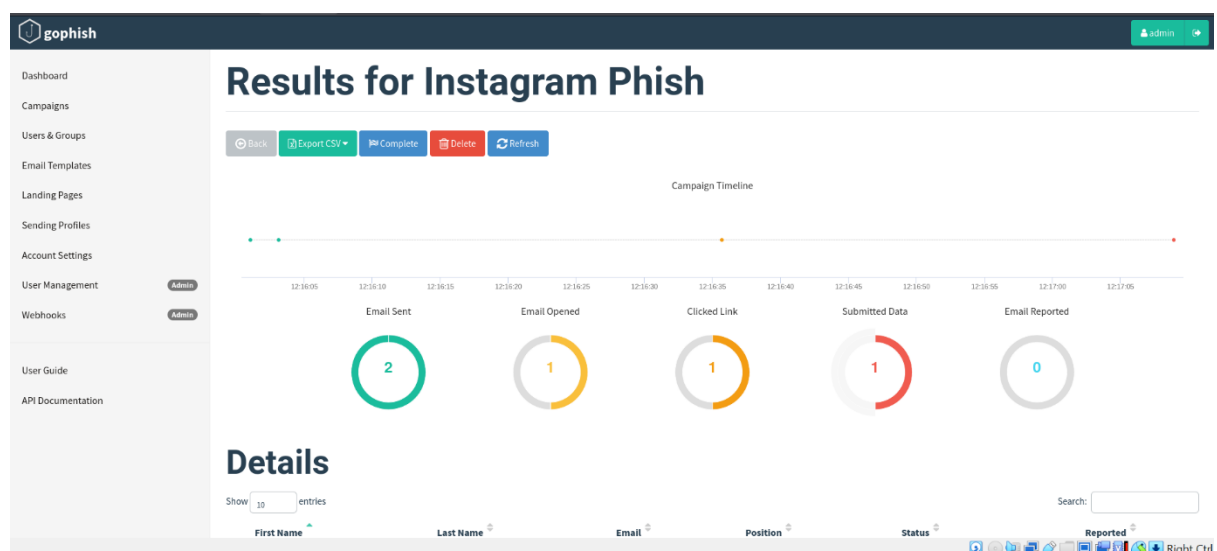 gophish
admin
Dashboard
Campaigns
Users & Groups
Email Templates
Landing Pages
Sending Profiles
Account Settings
User Management Admin
Webhooks Admin
User Guide
API Documentation
Results for Instagram Phish
Back Export CSV Complete Delete Refresh
Campaign Timeline
12:16:05 12:16:10 12:16:15 12:16:20 12:16:25 12:16:30 12:16:35 12:16:40 12:16:45 12:16:50 12:16:55 12:17:00 12:17:05
Email Sent Email Opened Clicked Link Submitted Data Email Reported
2 1 1 1 0
Details
Show 10 entries Search:
First Name Last Name Email Position Status Reported
Right Ctrl